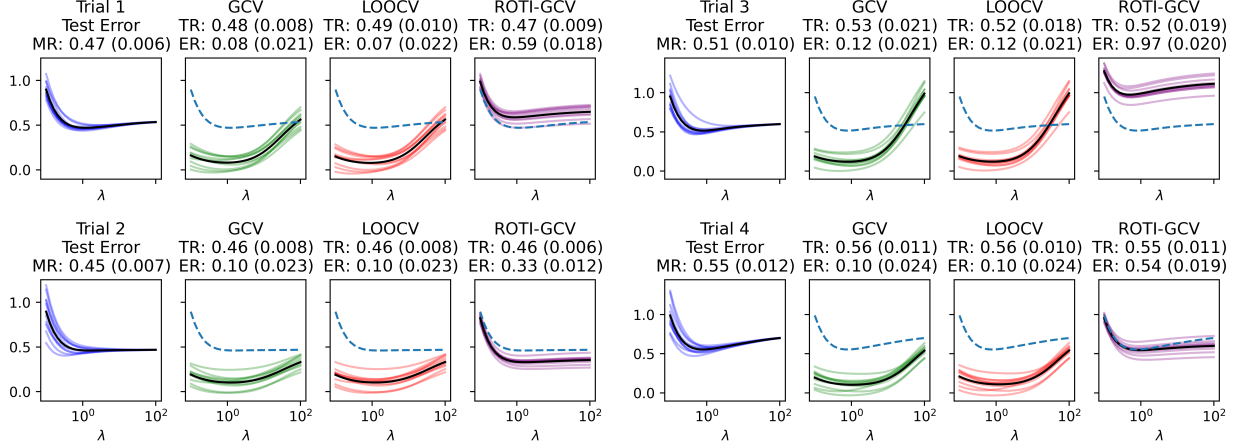 Trial 1
Test Error
MR: 0.47 (0.006)
GCV
TR: 0.48 (0.008)
ER: 0.08 (0.021)
LOOCV
TR: 0.49 (0.010)
ER: 0.07 (0.022)
ROTI-GCV
TR: 0.47 (0.009)
ER: 0.59 (0.018)
1.0
0.5
0.0
λ
λ
λ
λ
Trial 3
Test Error
MR: 0.51 (0.010)
GCV
TR: 0.53 (0.021)
ER: 0.12 (0.021)
LOOCV
TR: 0.52 (0.018)
ER: 0.12 (0.021)
ROTI-GCV
TR: 0.52 (0.019)
ER: 0.97 (0.020)
1.0
0.5
0.0
λ
λ
λ
λ
Trial 2
Test Error
MR: 0.45 (0.007)
GCV
TR: 0.46 (0.008)
ER: 0.10 (0.023)
LOOCV
TR: 0.46 (0.008)
ER: 0.10 (0.023)
ROTI-GCV
TR: 0.46 (0.006)
ER: 0.33 (0.012)
1.0
0.5
0.0
10⁰ 10²
λ
10⁰ 10²
λ
10⁰ 10²
λ
10⁰ 10²
λ
Trial 4
Test Error
MR: 0.55 (0.012)
GCV
TR: 0.56 (0.011)
ER: 0.10 (0.024)
LOOCV
TR: 0.56 (0.010)
ER: 0.10 (0.024)
ROTI-GCV
TR: 0.55 (0.011)
ER: 0.54 (0.019)
1.0
0.5
0.0
10⁰ 10²
λ
10⁰ 10²
λ
10⁰ 10²
λ
10⁰ 10²
λ